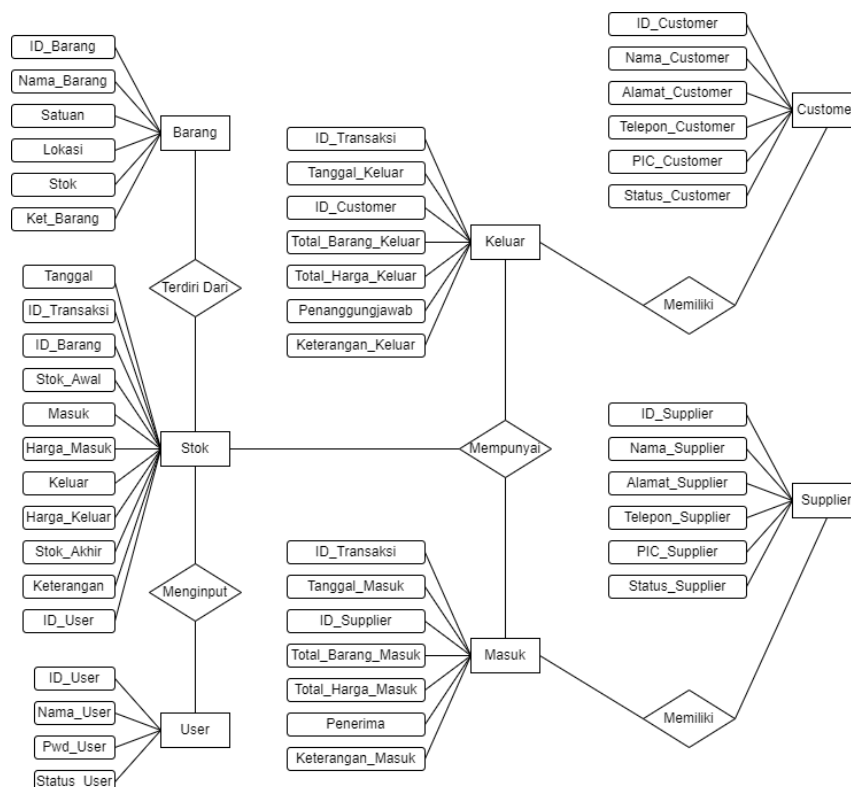 ID_Barang
Nama_Barang
Satuan
Lokasi
Stok
Ket_Barang
Barang
Terdiri Dari
Tanggal
ID_Transaksi
ID_Barang
Stok_Awal
Masuk
Harga_Masuk
Keluar
Harga_Keluar
Stok_Akhir
Keterangan
ID_User
Stok
Menginput
ID_User
Nama_User
Pwd_User
Status_User
User
ID_Transaksi
Tanggal_Keluar
ID_Customer
Total_Barang_Keluar
Total_Harga_Keluar
Penanggungjawab
Keterangan_Keluar
Keluar
Mempunyai
ID_Transaksi
Tanggal_Masuk
ID_Supplier
Total_Barang_Masuk
Total_Harga_Masuk
Penerima
Keterangan_Masuk
Masuk
ID_Customer
Nama_Customer
Alamat_Customer
Telepon_Customer
PIC_Customer
Status_Customer
Custome
Memiliki
ID_Supplier
Nama_Supplier
Alamat_Supplier
Telepon_Supplier
PIC_Supplier
Status_Supplier
Supplier
Memiliki